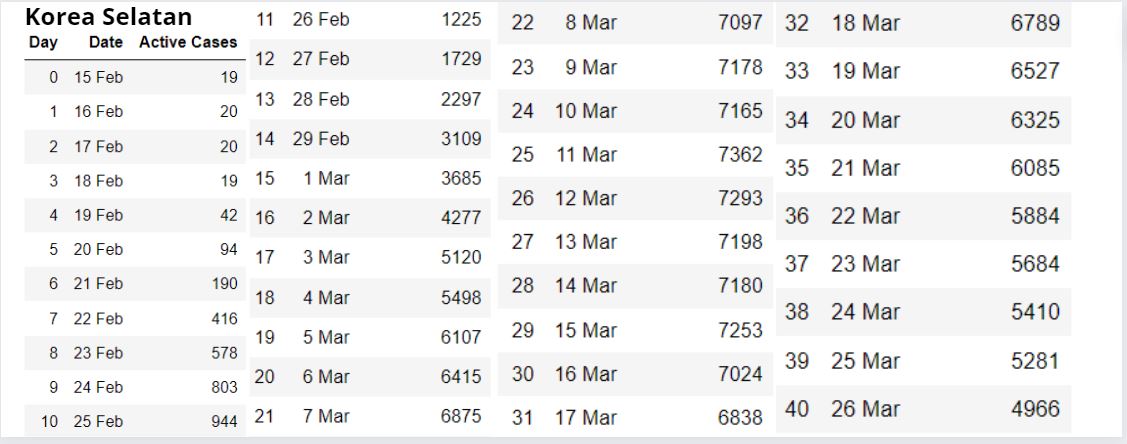 Korea Selatan
Day Date Active Cases
0 15 Feb 19
1 16 Feb 20
2 17 Feb 20
3 18 Feb 19
4 19 Feb 42
5 20 Feb 94
6 21 Feb 190
7 22 Feb 416
8 23 Feb 578
9 24 Feb 803
10 25 Feb 944
11 26 Feb 1225
12 27 Feb 1729
13 28 Feb 2297
14 29 Feb 3109
15 1 Mar 3685
16 2 Mar 4277
17 3 Mar 5120
18 4 Mar 5498
19 5 Mar 6107
20 6 Mar 6415
21 7 Mar 6875
22 8 Mar 7097
23 9 Mar 7178
24 10 Mar 7165
25 11 Mar 7362
26 12 Mar 7293
27 13 Mar 7198
28 14 Mar 7180
29 15 Mar 7253
30 16 Mar 7024
31 17 Mar 6838
32 18 Mar 6789
33 19 Mar 6527
34 20 Mar 6325
35 21 Mar 6085
36 22 Mar 5884
37 23 Mar 5684
38 24 Mar 5410
39 25 Mar 5281
40 26 Mar 4966